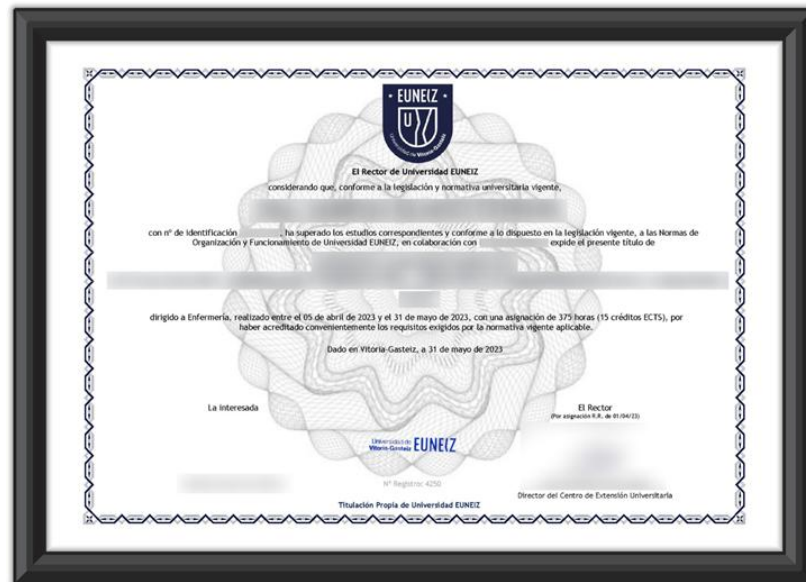 · EUNEIZ ·
Universidad de Vitoria-Gasteiz
El Rector de Universidad EUNEIZ
considerando que, conforme a la legislación y normativa universitaria vigente,
con nº de Identificación , ha superado los estudios correspondientes y conforme a lo dispuesto en la legislación vigente, a las Normas de
Organización y Funcionamiento de Universidad EUNEIZ, en colaboración con expide el presente título de
dirigido a Enfermería, realizado entre el 05 de abril de 2023 y el 31 de mayo de 2023, con una asignación de 375 horas (15 créditos ECTS), por
haber acreditado convenientemente los requisitos exigidos por la normativa vigente aplicable.
Dado en Vitoria-Gasteiz, a 31 de mayo de 2023
La interesada
El Rector
(Por asignación R.R. de 01/04/23)
Universidad de
Vitoria-Gasteiz EUNEIZ
Nº Registro: 4250
Director del Centro de Extensión Universitaria
Titulación Propia de Universidad EUNEIZ